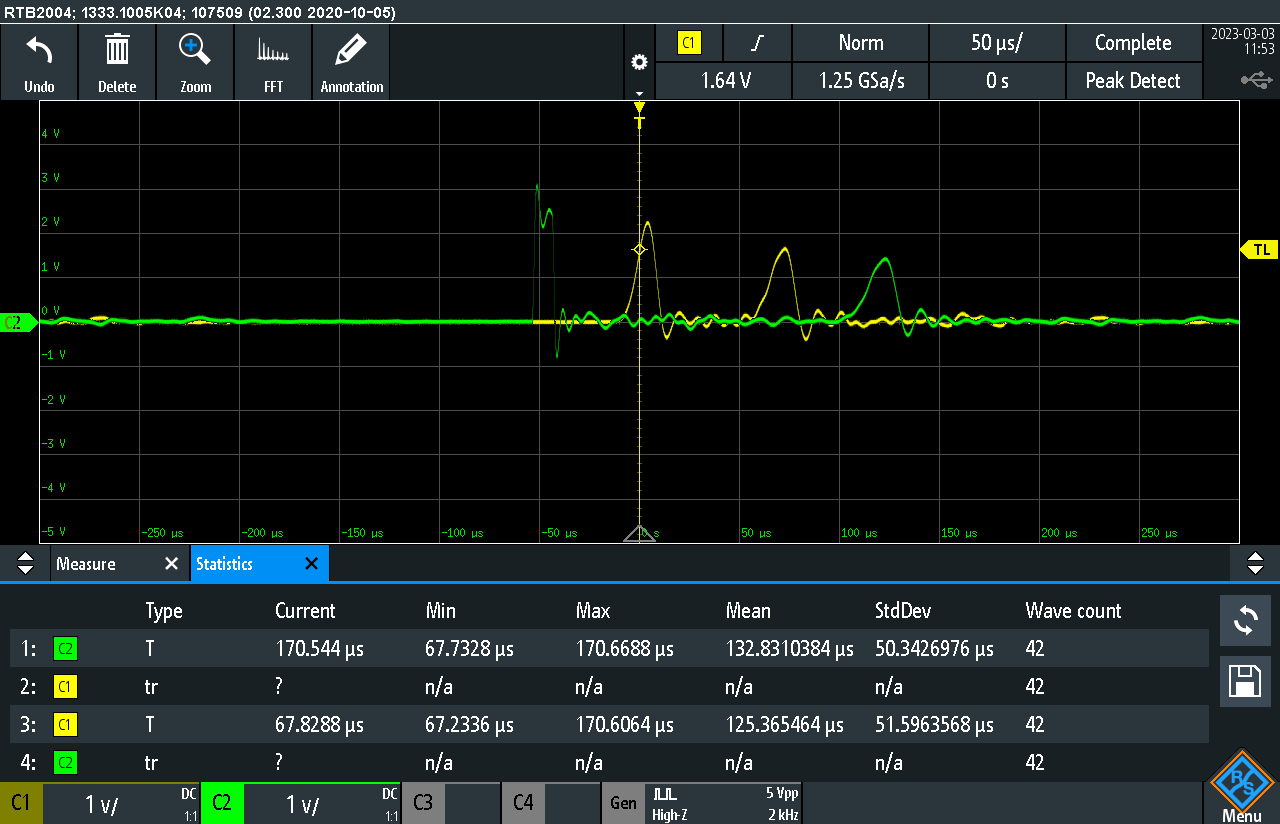 RTB2004; 1333.1005K04; 107509 (02.300 2020-10-05)
Undo Delete Zoom FFT Annotation
C1 Norm 50 µs/ Complete
1.64 V 1.25 GSa/s 0 s Peak Detect
2023-03-03
11:53
T
4 V
3 V
2 V
1 V
0 V
-1 V
-2 V
-3 V
-4 V
-5 V
TL
C2
-250 µs -200 µs -150 µs -100 µs -50 µs 0 s 50 µs 100 µs 150 µs 200 µs 250 µs
Measure Statistics
Type Current Min Max Mean StdDev Wave count
1: C2 T 170.544 µs 67.7328 µs 170.6688 µs 132.8310384 µs 50.3426976 µs 42
2: C1 tr ? n/a n/a n/a n/a 42
3: C1 T 67.8288 µs 67.2336 µs 170.6064 µs 125.365464 µs 51.5963568 µs 42
4: C2 tr ? n/a n/a n/a n/a 42
C1 1 V/ DC 1:1 C2 1 V/ DC 1:1 C3 C4 Gen High-Z 5 Vpp 2 kHz
R&S
Menu